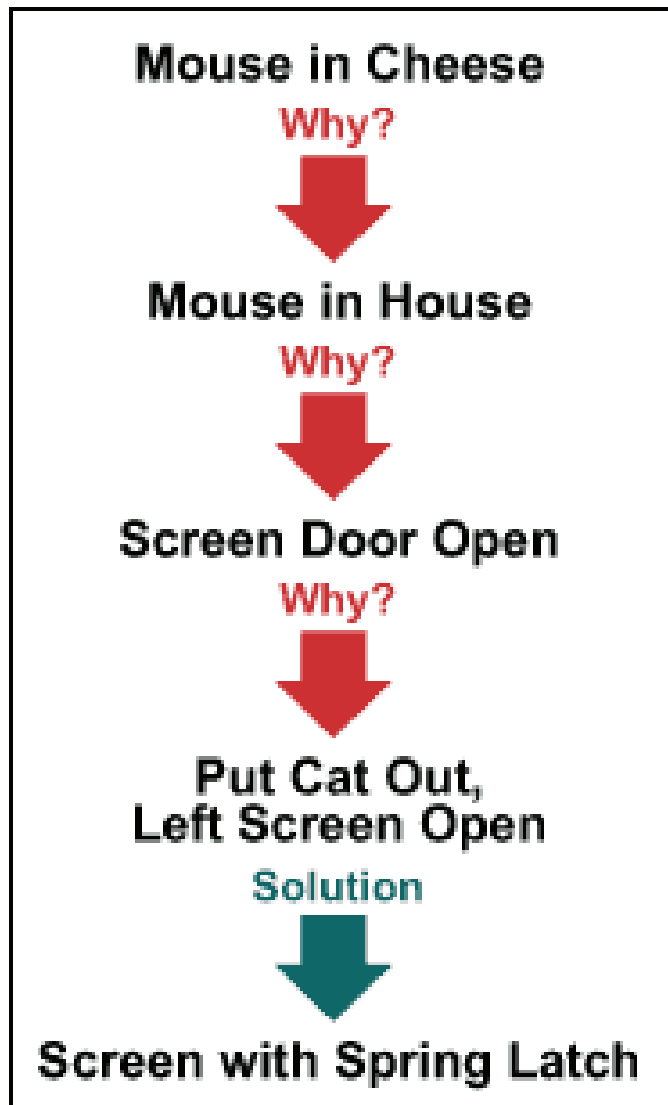 Mouse in Cheese
Why?
Mouse in House
Why?
Screen Door Open
Why?
Put Cat Out,
Left Screen Open
Solution
Screen with Spring Latch